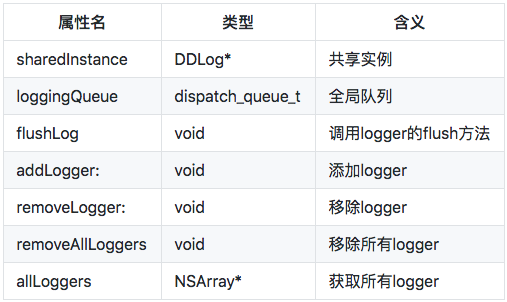 属性名 类型 含义
sharedInstance DDLog* 共享实例
loggingQueue dispatch_queue_t 全局队列
flushLog void 调用logger的flush方法
addLogger: void 添加logger
removeLogger: void 移除logger
removeAllLoggers void 移除所有logger
allLoggers NSArray* 获取所有logger